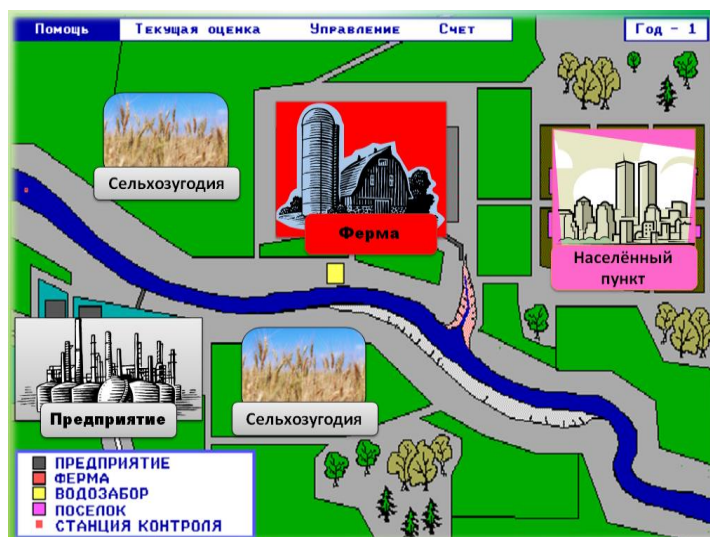 Помощь Текущая оценка Управление Счет Год - 1
Сельхозугодия
Ферма
Населённый
пункт
Предприятие
Сельхозугодия
ПРЕДПРИЯТИЕ
ФЕРМА
ВОДОЗАБОР
ПОСЕЛОК
СТАНЦИЯ КОНТРОЛЯ